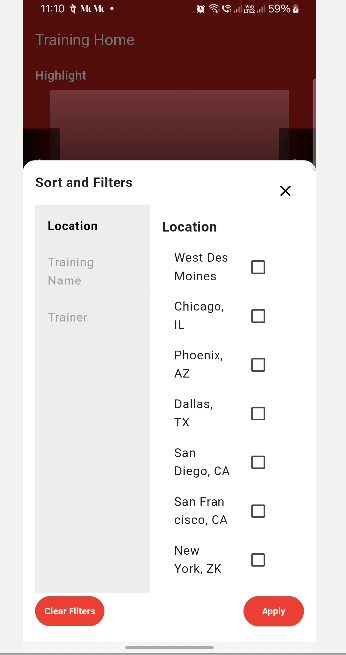 11:10
59%
Training Home
Highlight
Sort and Filters
Location
Training
Name
Trainer
Location
West Des
Moines
Chicago,
IL
Phoenix,
AZ
Dallas,
TX
San
Diego, CA
San Fran
cisco, CA
New
York, ZK
Clear Filters
Apply